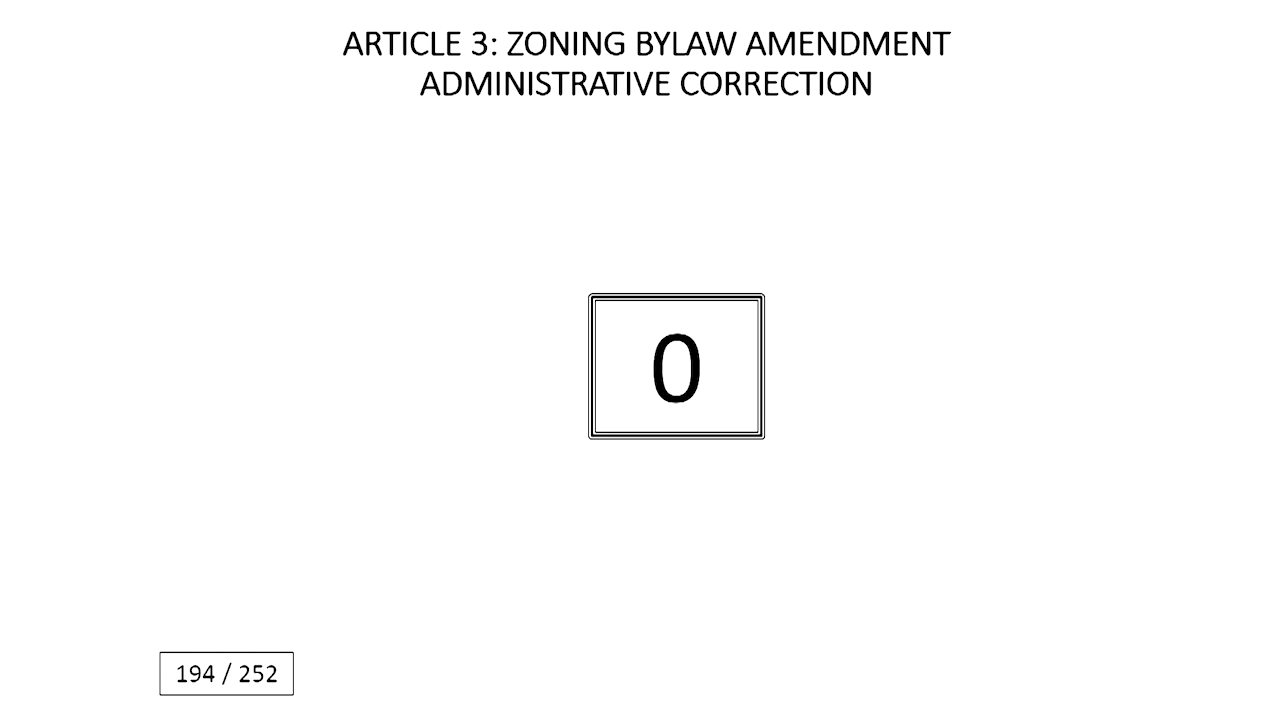 ARTICLE 3: ZONING BYLAW AMENDMENT
ADMINISTRATIVE CORRECTION
0
194 / 252